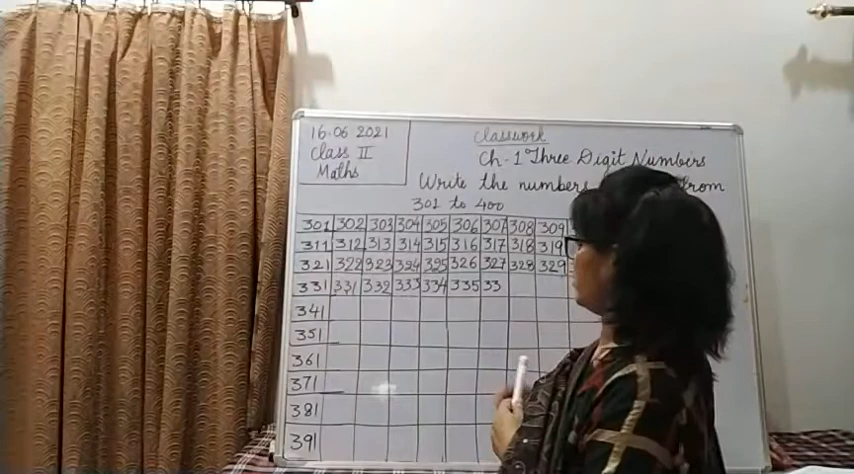 16.06 2021
Class II
Maths
Classwork
Ch-1 Three Digit Numbers
Write the numbers from
301 to 400
301 302 303 304 305 306 307 308 309
311 312 313 314 315 316 317 318 319
321 322 323 324 325 326 327 328 329
331 331 332 333 334 335 33
341
351
361
371
381
391